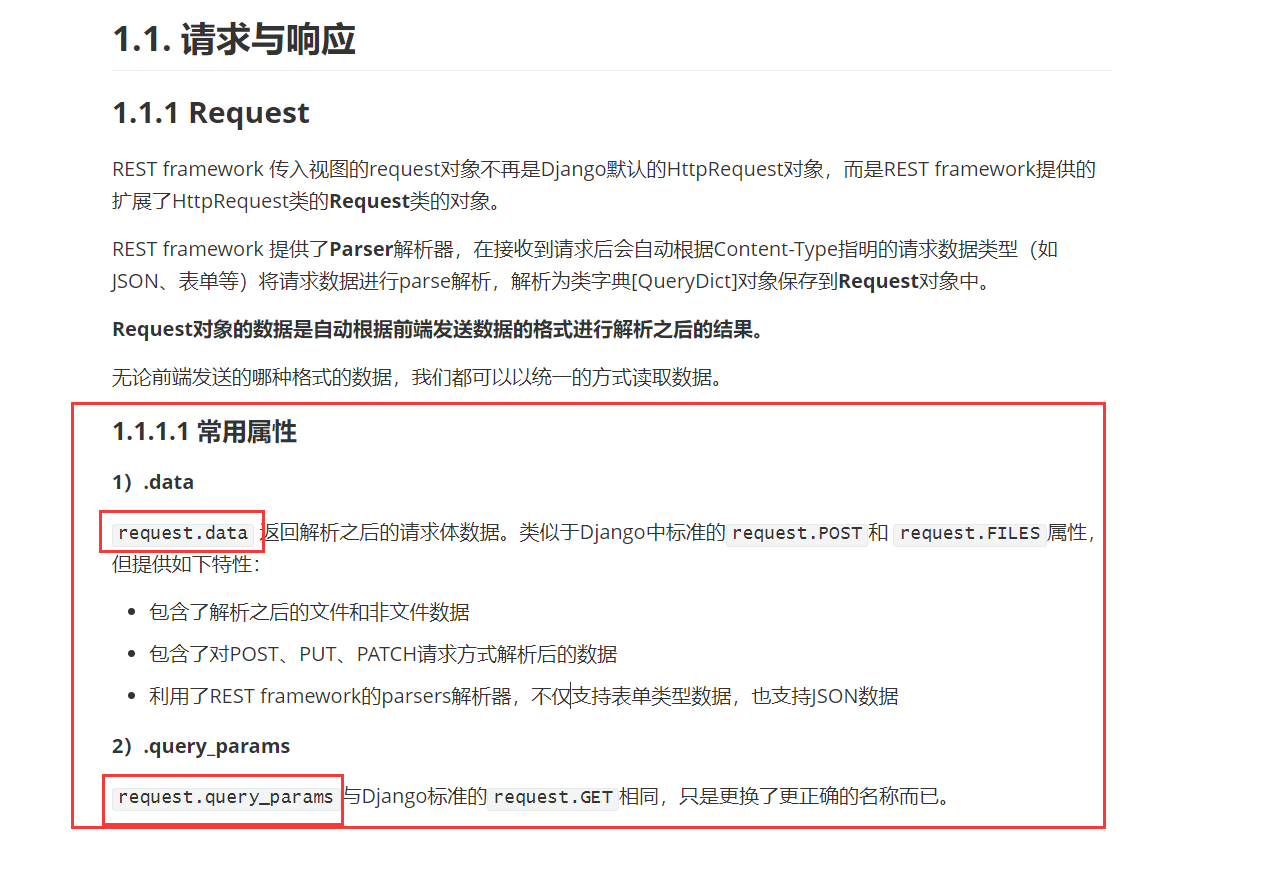 1.1. 请求与响应
1.1.1 Request
REST framework 传入视图的request对象不再是Django默认的HttpRequest对象，而是REST framework提供的
扩展了HttpRequest类的Request类的对象。
REST framework 提供了Parser解析器，在接收到请求后会自动根据Content-Type指明的请求数据类型（如
JSON、表单等）将请求数据进行parse解析，解析为类字典[QueryDict]对象保存到Request对象中。
Request对象的数据是自动根据前端发送数据的格式进行解析之后的结果。
无论前端发送的哪种格式的数据，我们都可以以统一的方式读取数据。
1.1.1.1 常用属性
1）.data
request.data 返回解析之后的请求体数据。类似于Django中标准的 request.POST 和 request.FILES 属性，
但提供如下特性：
• 包含了解析之后的文件和非文件数据
• 包含了对POST、PUT、PATCH请求方式解析后的数据
• 利用了REST framework的parsers解析器，不仅支持表单类型数据，也支持JSON数据
2）.query_params
request.query_params 与Django标准的 request.GET 相同，只是更换了更正确的名称而已。